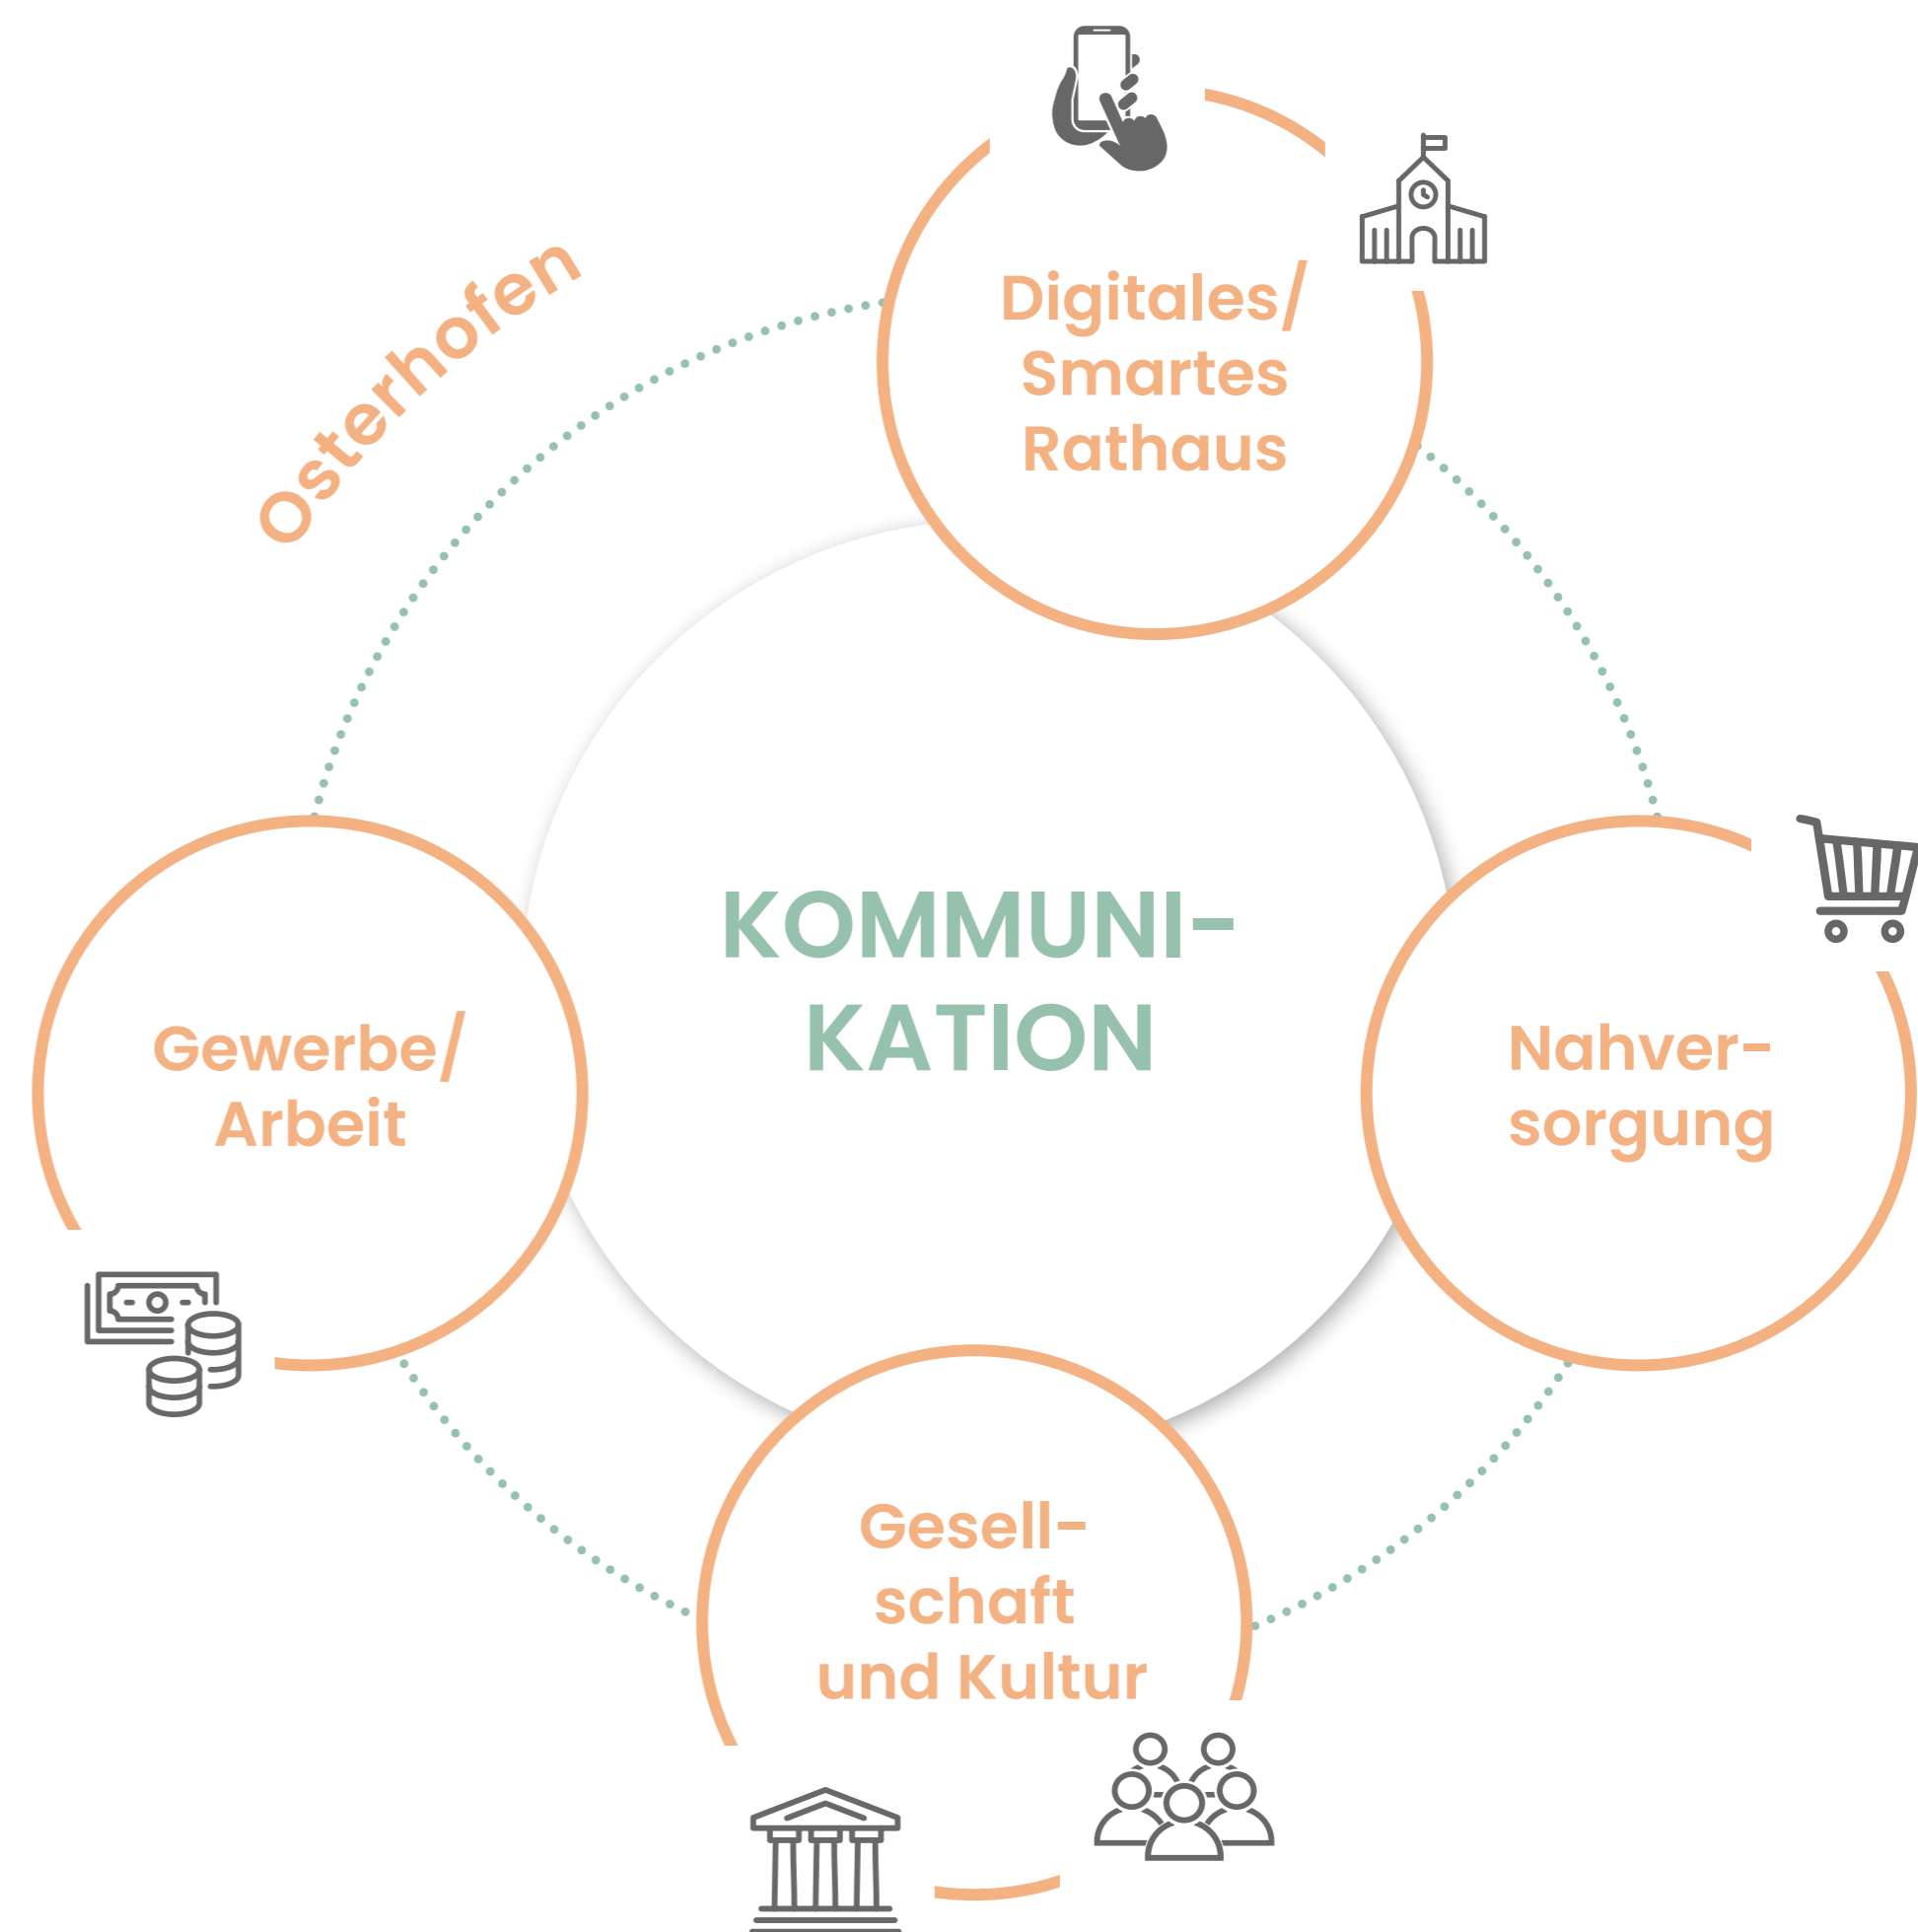 Osterhofen
Digitales/
Smartes
Rathaus
KOMMUNI-
KATION
Gewerbe/
Arbeit
Nahver-
sorgung
Gesell-
schaft
und Kultur